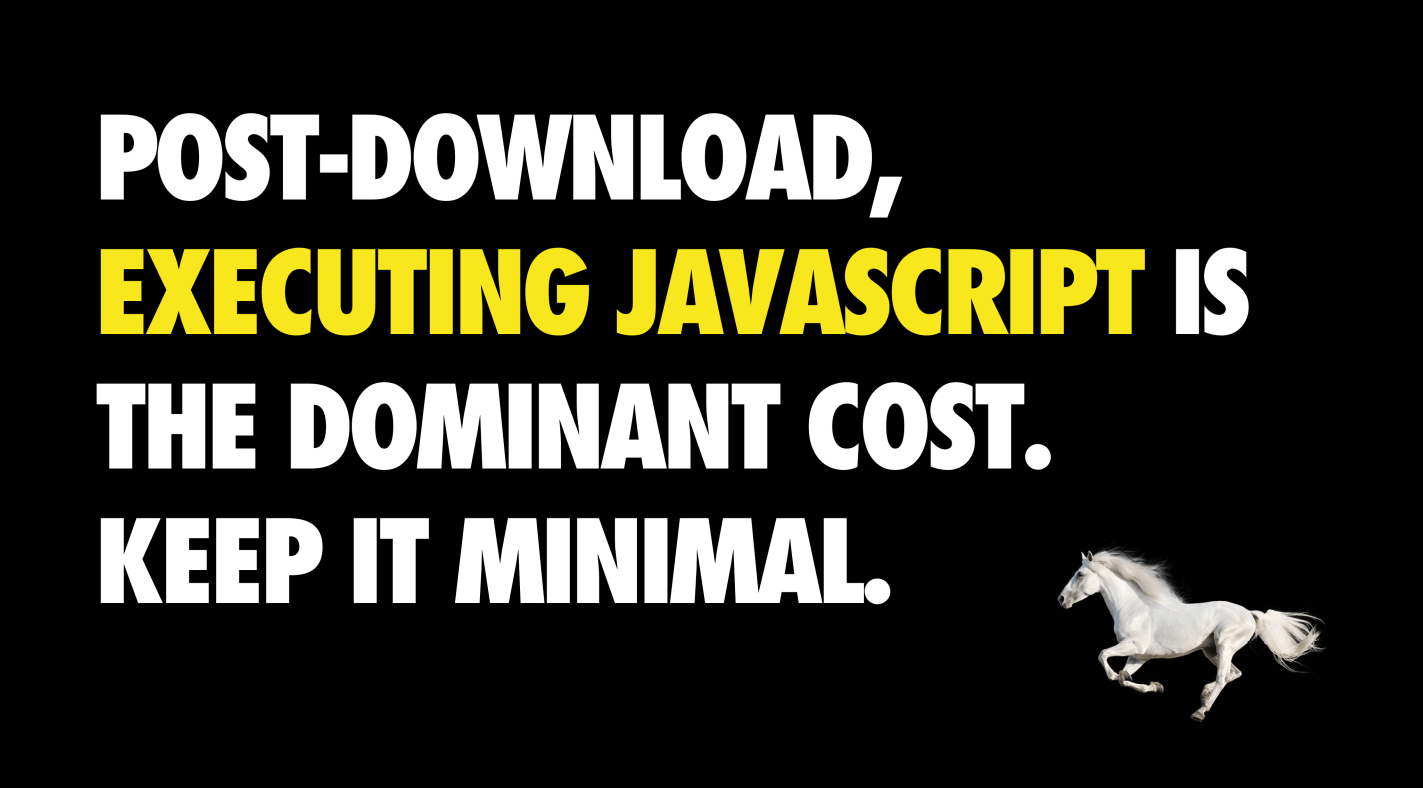 POST-DOWNLOAD,
EXECUTING JAVASCRIPT IS
THE DOMINANT COST.
KEEP IT MINIMAL.